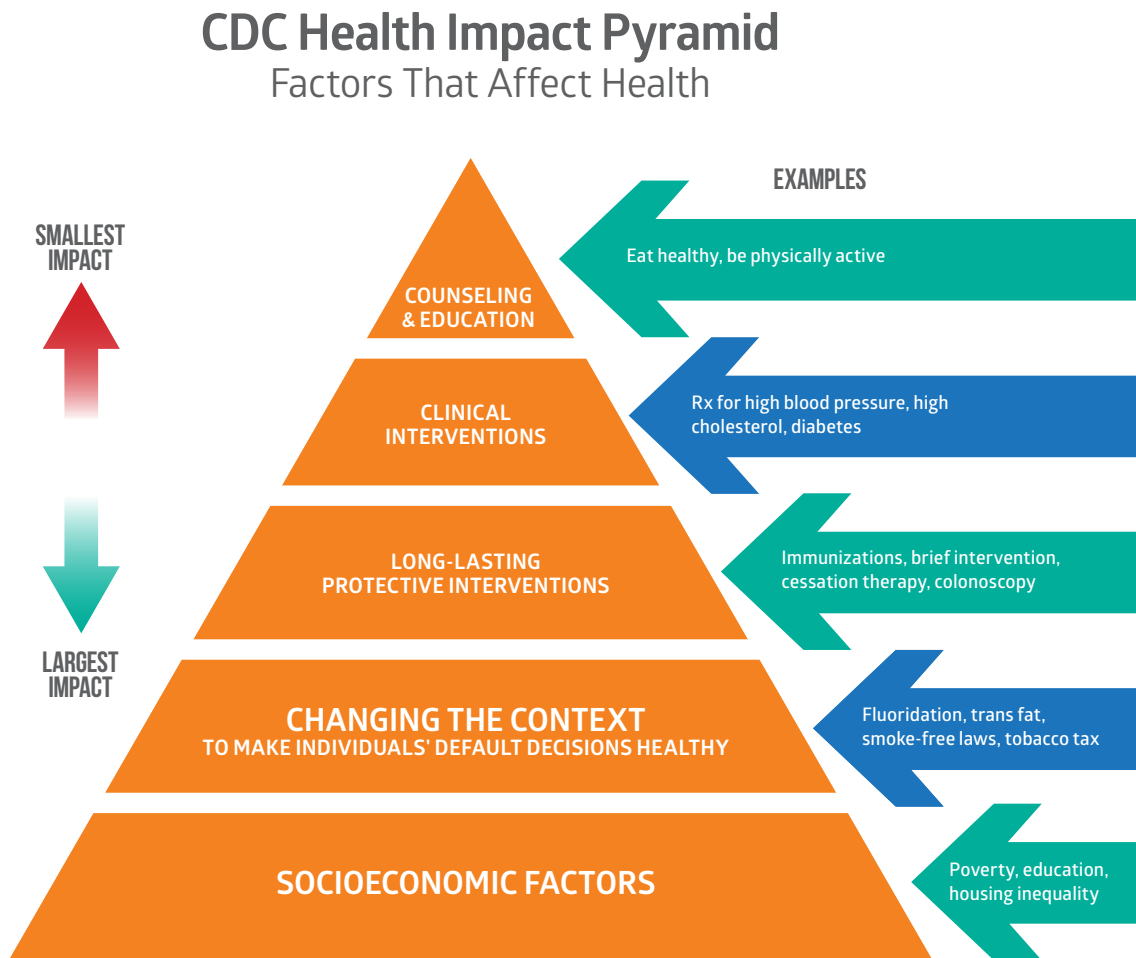 CDC Health Impact Pyramid
Factors That Affect Health
EXAMPLES
SMALLEST
IMPACT
LARGEST
IMPACT
COUNSELING
& EDUCATION
Eat healthy, be physically active
CLINICAL
INTERVENTIONS
Rx for high blood pressure, high
cholesterol, diabetes
LONG-LASTING
PROTECTIVE INTERVENTIONS
Immunizations, brief intervention,
cessation therapy, colonoscopy
CHANGING THE CONTEXT
TO MAKE INDIVIDUALS' DEFAULT DECISIONS HEALTHY
Fluoridation, trans fat,
smoke-free laws, tobacco tax
SOCIOECONOMIC FACTORS
Poverty, education,
housing inequality